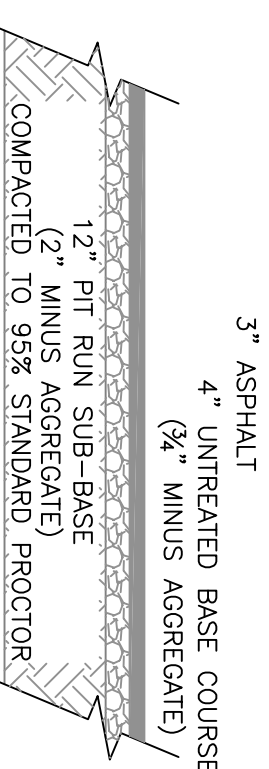 3" ASPHALT
4" UNTREATED BASE COURSE
(¾" MINUS AGGREGATE)
12" PIT RUN SUB-BASE
(2" MINUS AGGREGATE)
COMPACTED TO 95% STANDARD PROCTOR